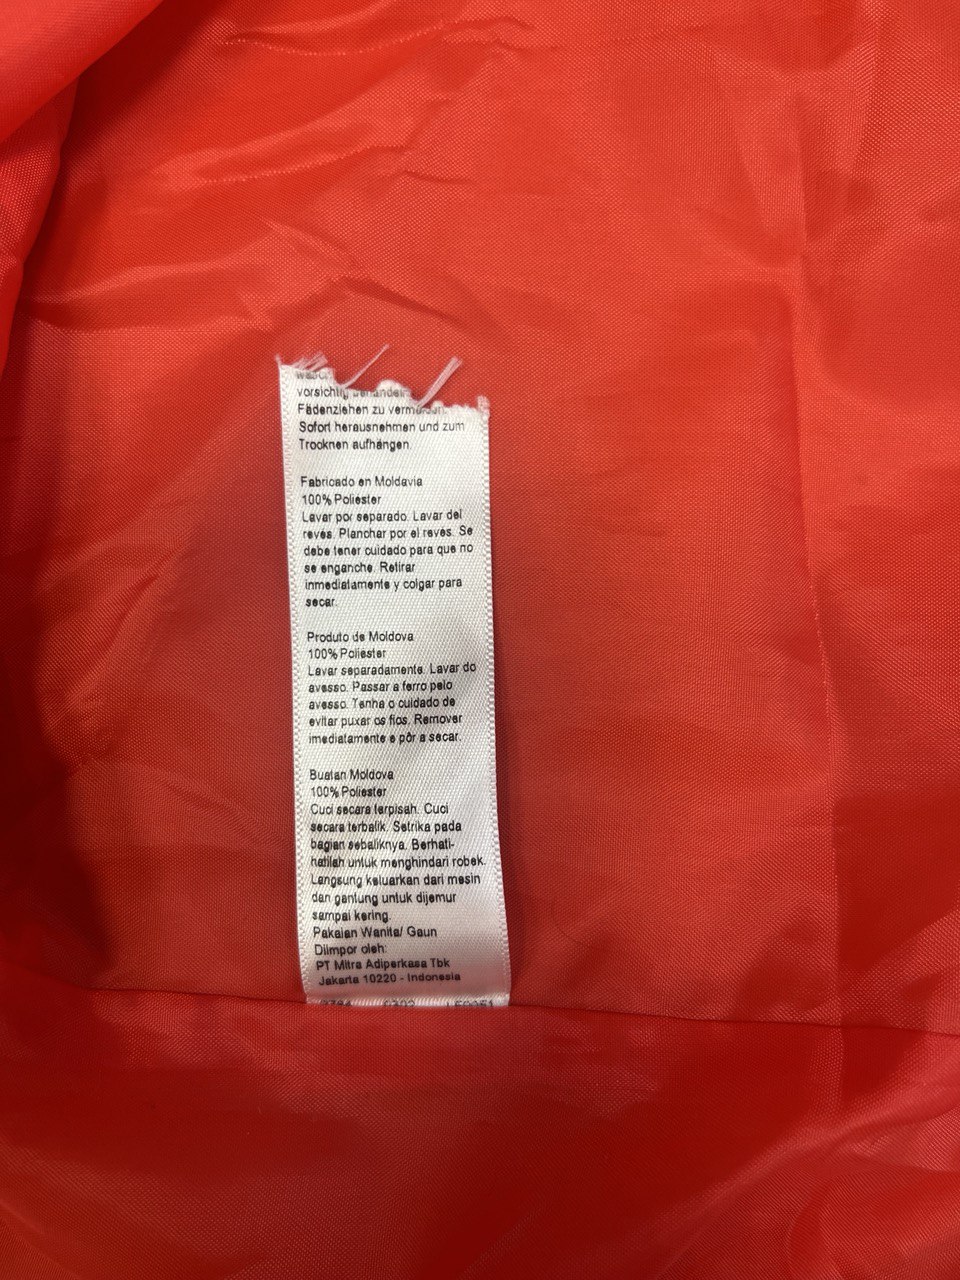 vorsichtig behandeln
Fädenziehen zu vermeiden.
Sofort herausnehmen und zum
Trocknen aufhängen.
Fabricado en Moldavia
100% Poliéster
Lavar por separado. Lavar del
revés. Planchar por el revés. Se
debe tener cuidado para que no
se enganche. Retirar
inmediatamente y colgar para
secar.
Produto de Moldova
100% Poliéster
Lavar separadamente. Lavar do
avesso. Passar a ferro pelo
avesso. Tenha o cuidado de
evitar puxar os fios. Remover
imediatamente e pôr a secar.
Buatan Moldova
100% Poliester
Cuci secara terpisah. Cuci
secara terbalik. Setrika pada
bagian sebaliknya. Berhati-
hatilah untuk menghindari robek.
Langsung keluarkan dari mesin
dan gantung untuk dijemur
sampai kering.
Pakaian Wanita/ Gaun
Diimpor oleh:
PT Mitra Adiperkasa Tbk
Jakarta 10220 - Indonesia